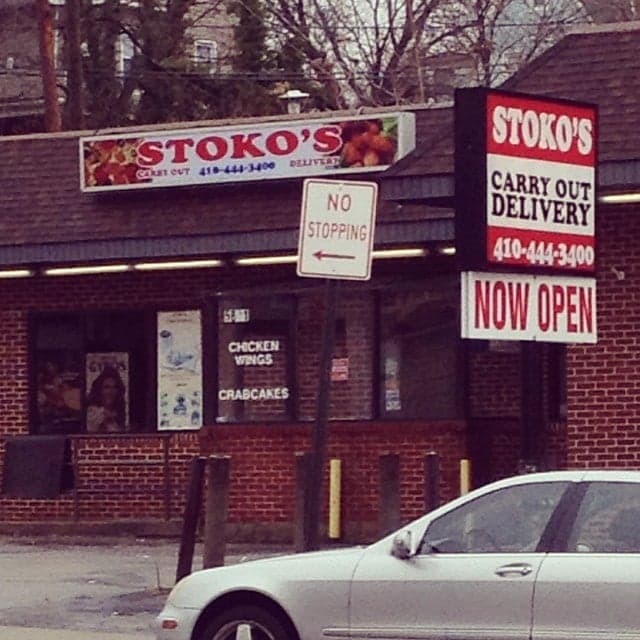 STOKO'S
CARRY OUT 410-444-3400 DELIVERY
NO
STOPPING
STOKO'S
CARRY OUT
DELIVERY
410-444-3400
NOW OPEN
CHICKEN
WINGS
CRABCAKES
GYROS